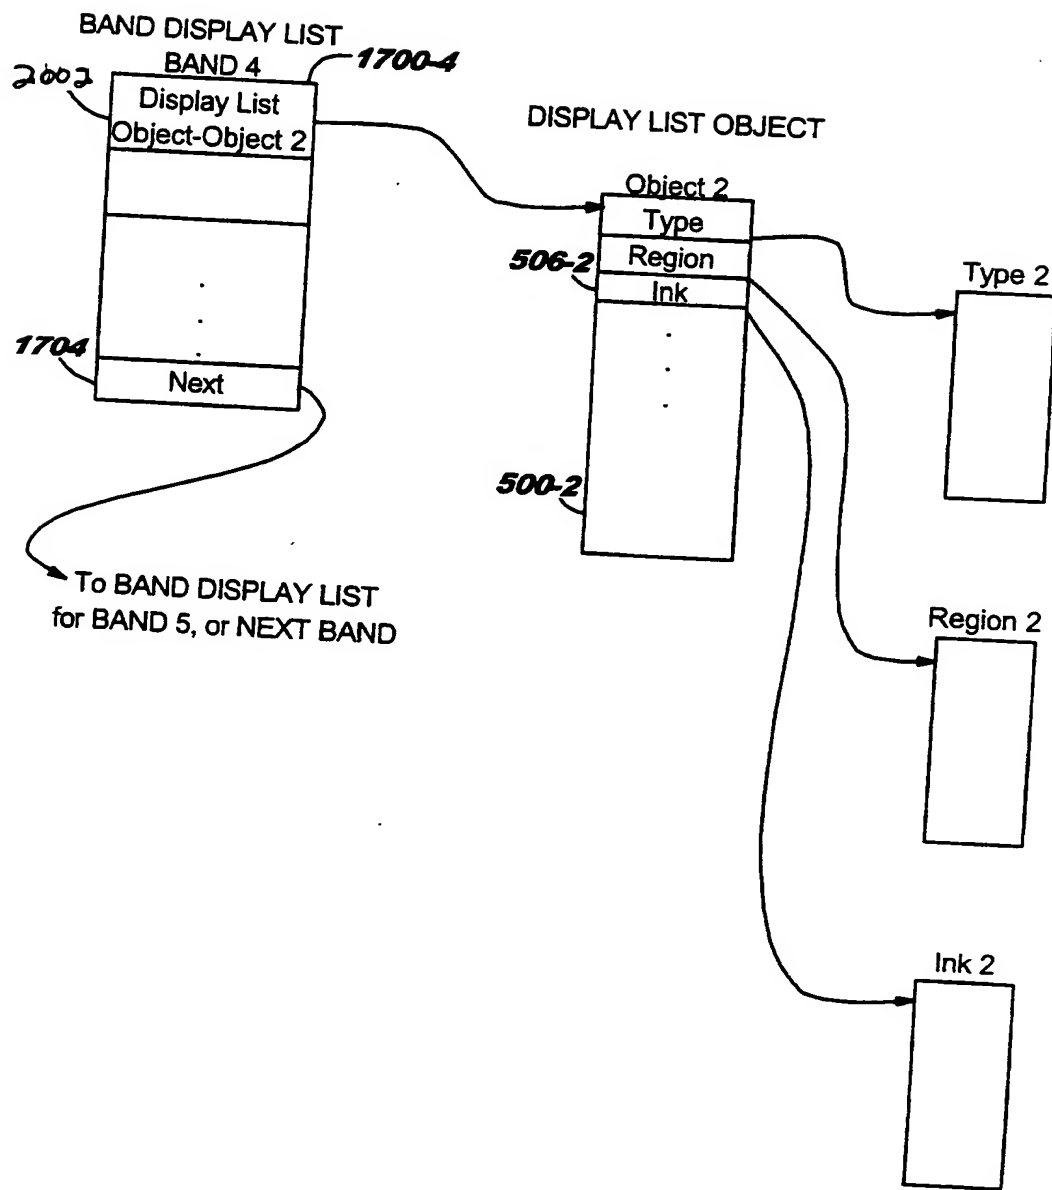 BAND DISPLAY LIST
BAND 4
1700-4
2002
Display List
Object-Object 2
1704
Next
To BAND DISPLAY LIST
for BAND 5, or NEXT BAND
DISPLAY LIST OBJECT
Object 2
Type
Region
506-2
Ink
500-2
Type 2
Region 2
Ink 2